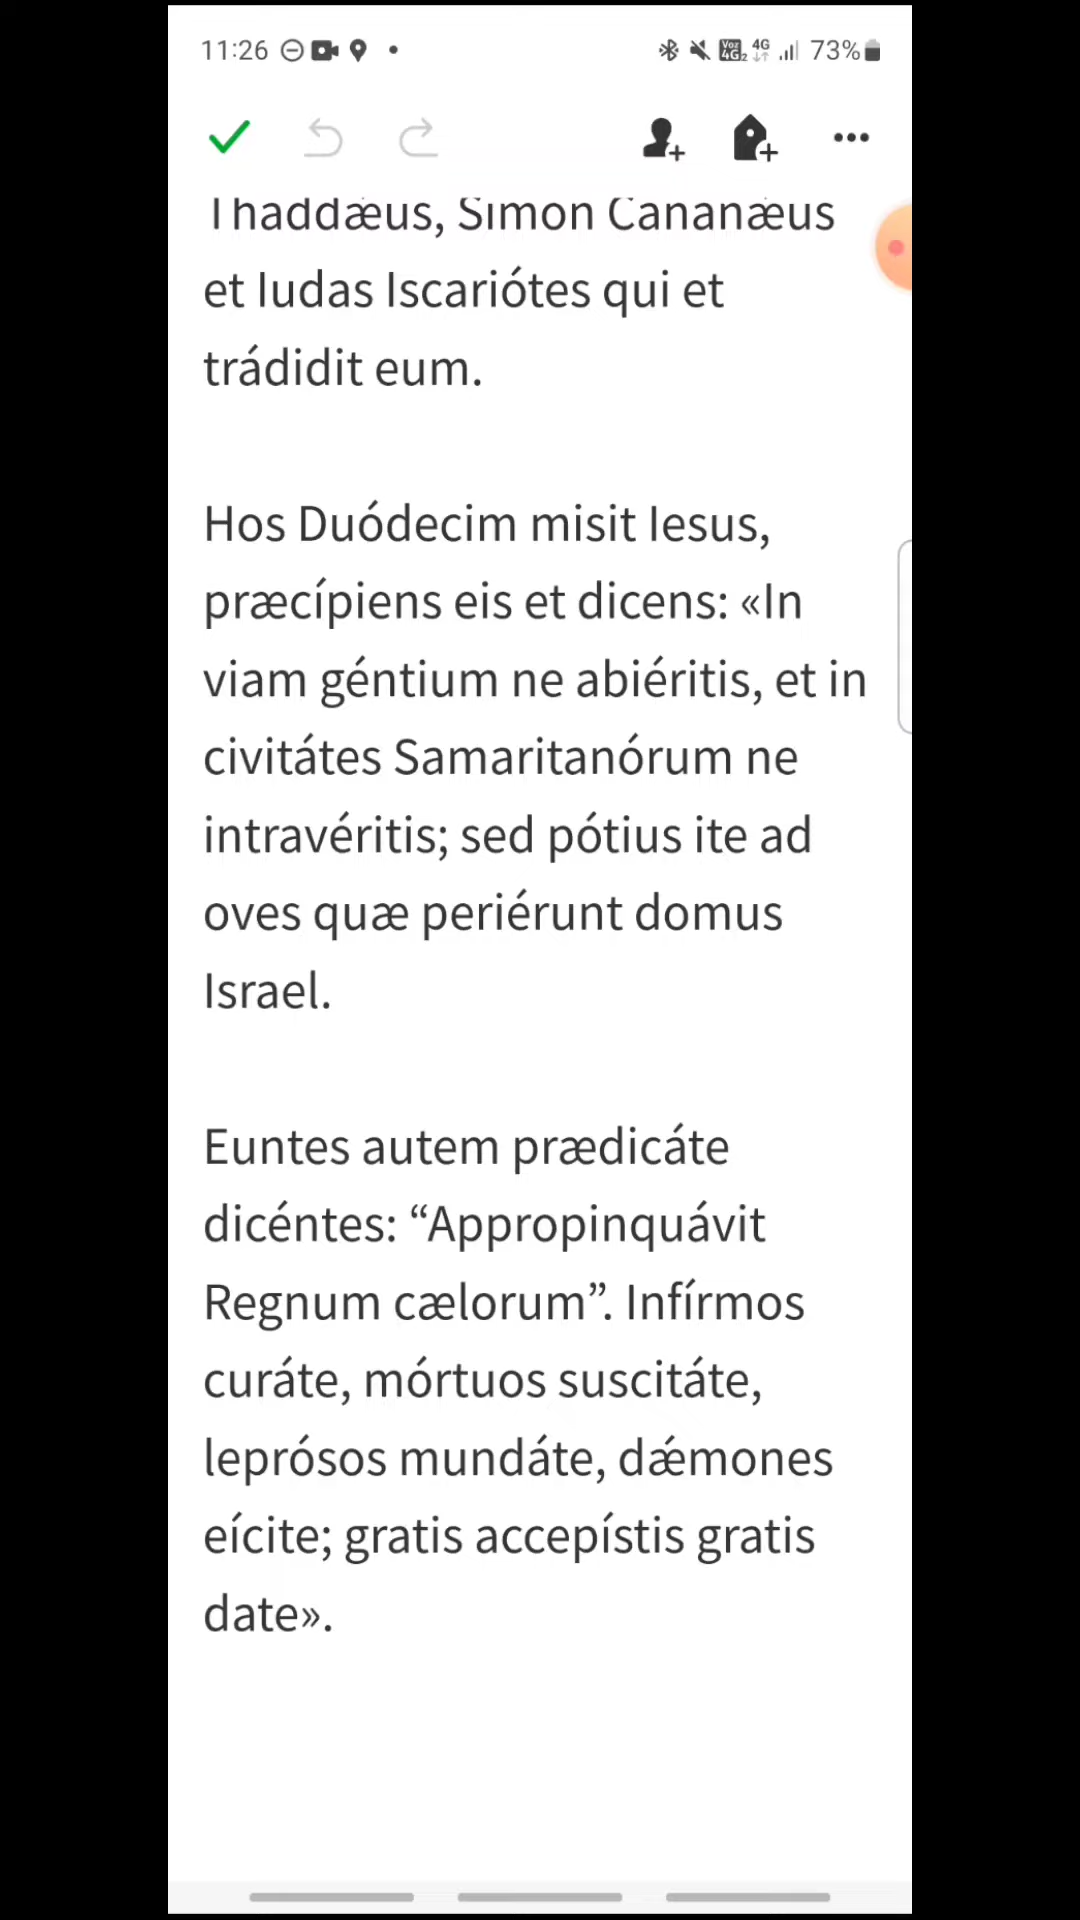 11:26 73%
Thaddæus, Simon Cananæus
et Iudas Iscariótes qui et
trádidit eum.
Hos Duódecim misit Iesus,
præcípiens eis et dicens: «In
viam géntium ne abiéritis, et in
civitátes Samaritanórum ne
intravéritis; sed pótius ite ad
oves quæ periérunt domus
Israel.
Euntes autem prædicáte
dicéntes: “Appropinquávit
Regnum cælorum”. Infírmos
curáte, mórtuos suscitáte,
leprósos mundáte, dǽmones
eícite; gratis accepístis gratis
date».